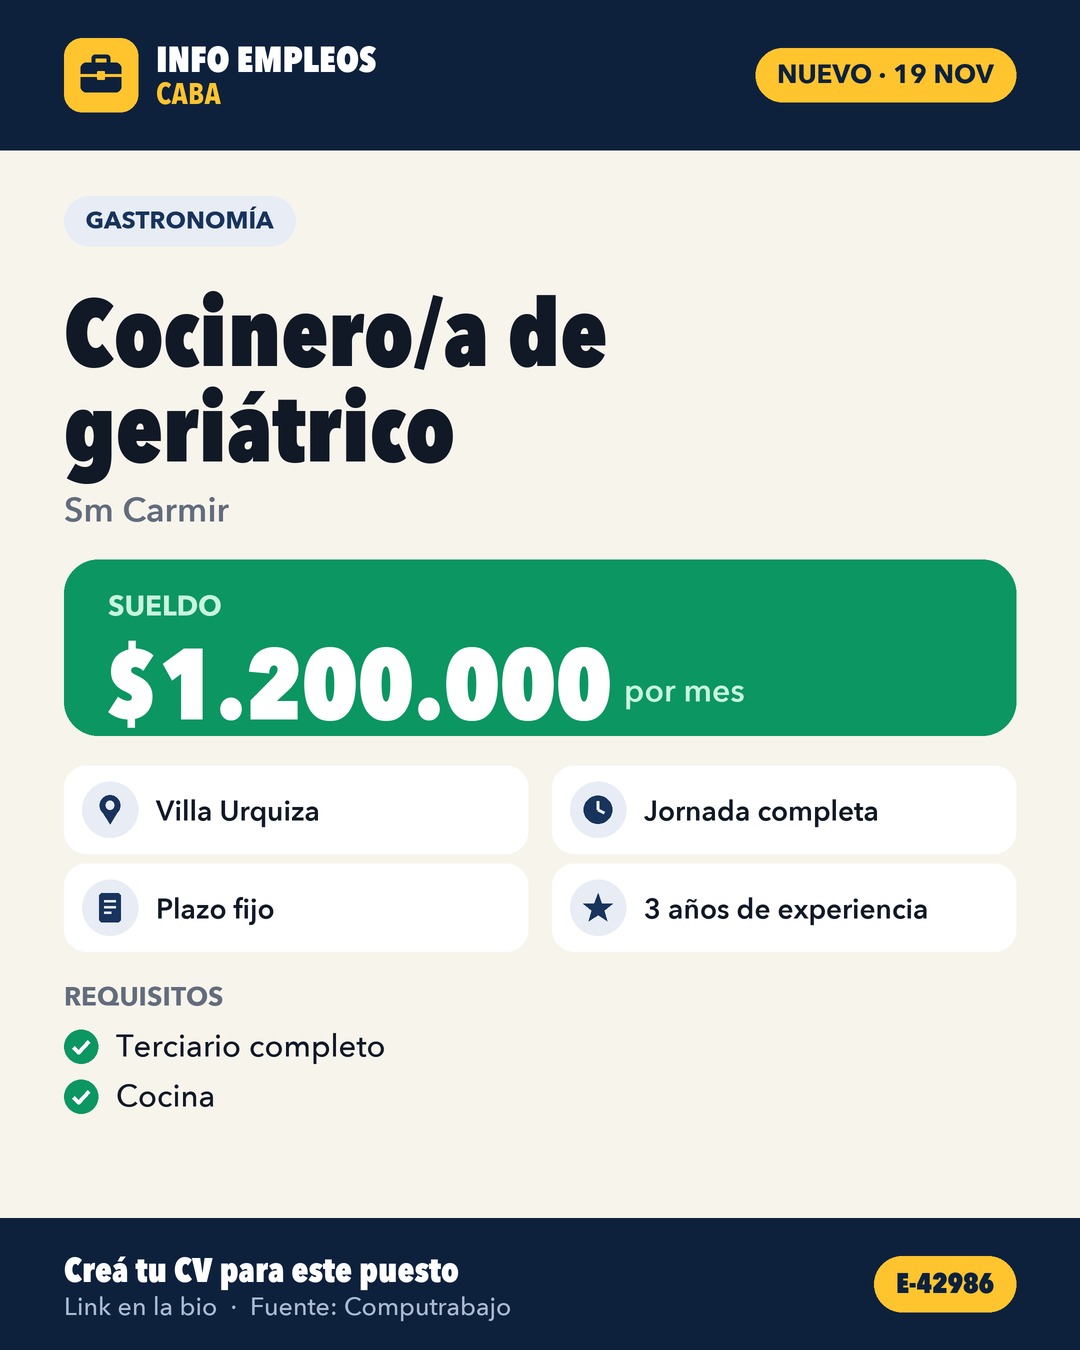 INFO EMPLEOS
CABA
NUEVO · 19 NOV
GASTRONOMÍA
Cocinero/a de
geriátrico
Sm Carmir
SUELDO
$1.200.000 por mes
Villa Urquiza
Jornada completa
Plazo fijo
3 años de experiencia
REQUISITOS
Terciario completo
Cocina
Creá tu CV para este puesto
Link en la bio · Fuente: Computrabajo
E-42986